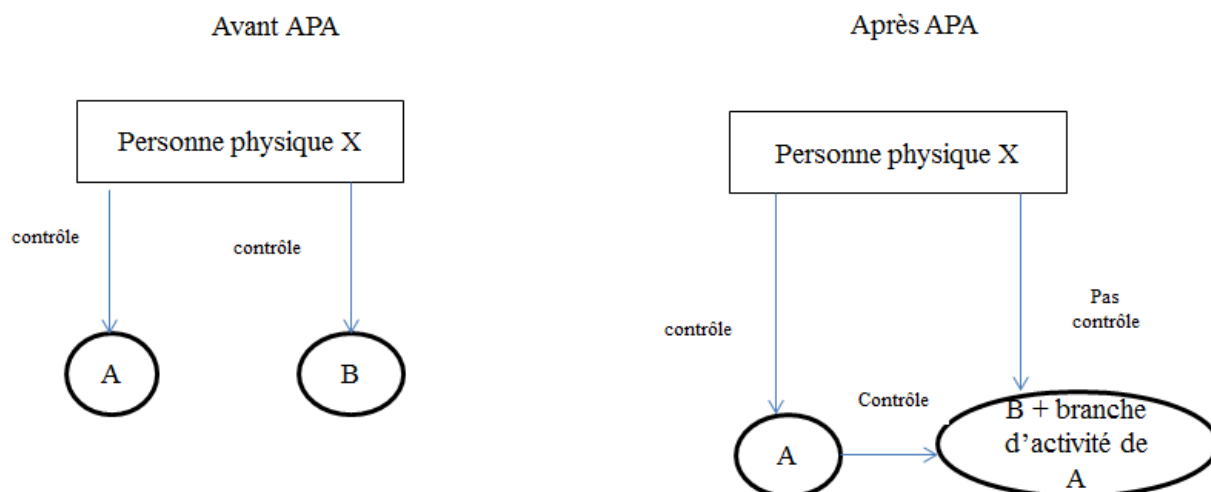 Avant APA
Après APA
Personne physique X
Personne physique X
contrôle
contrôle
Pas
contrôle
contrôle
Contrôle
A
B
A
B + branche
d’activité de
A